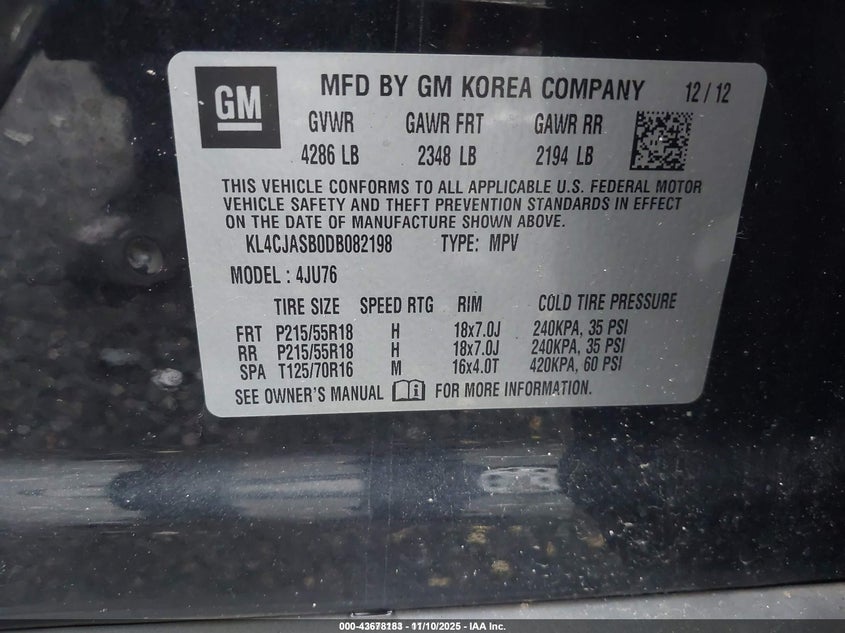 GM
MFD BY GM KOREA COMPANY 12/12
GVWR GAWR FRT GAWR RR
4286 LB 2348 LB 2194 LB
THIS VEHICLE CONFORMS TO ALL APPLICABLE U.S. FEDERAL MOTOR
VEHICLE SAFETY AND THEFT PREVENTION STANDARDS IN EFFECT
ON THE DATE OF MANUFACTURE SHOWN ABOVE.
KL4CJASB0DB082198 TYPE: MPV
MODEL : 4JU76
TIRE SIZE SPEED RTG RIM COLD TIRE PRESSURE
FRT P215/55R18 H 18x7.0J 240KPA, 35 PSI
RR P215/55R18 H 18x7.0J 240KPA, 35 PSI
SPA T125/70R16 M 16x4.0T 420KPA, 60 PSI
SEE OWNER'S MANUAL FOR MORE INFORMATION.
000-43678183 - 11/10/2025 - IAA Inc.